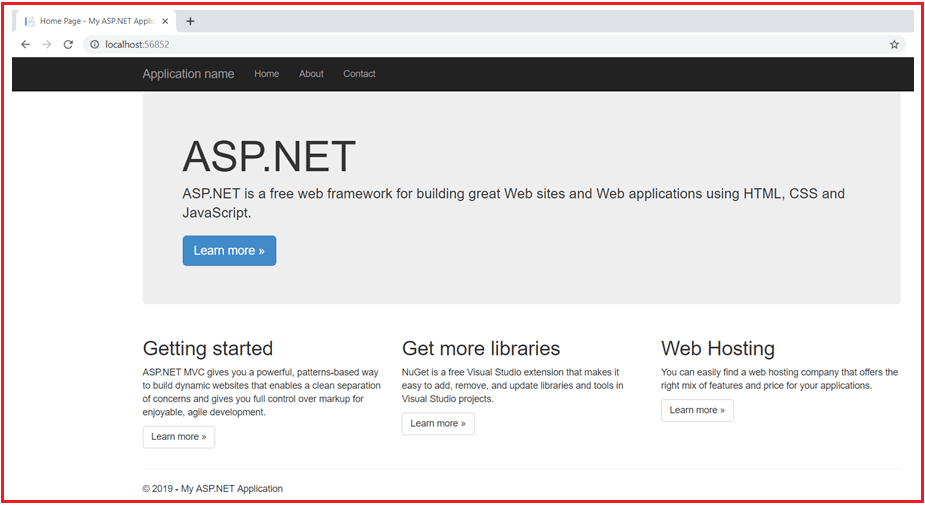 Home Page - My ASP.NET Applic
localhost:56852
Application name Home About Contact
ASP.NET
ASP.NET is a free web framework for building great Web sites and Web applications using HTML, CSS and
JavaScript.
Learn more »
Getting started
ASP.NET MVC gives you a powerful, patterns-based way
to build dynamic websites that enables a clean separation
of concerns and gives you full control over markup for
enjoyable, agile development.
Learn more »
Get more libraries
NuGet is a free Visual Studio extension that makes it
easy to add, remove, and update libraries and tools in
Visual Studio projects.
Learn more »
Web Hosting
You can easily find a web hosting company that offers the
right mix of features and price for your applications.
Learn more »
© 2019 - My ASP.NET Application